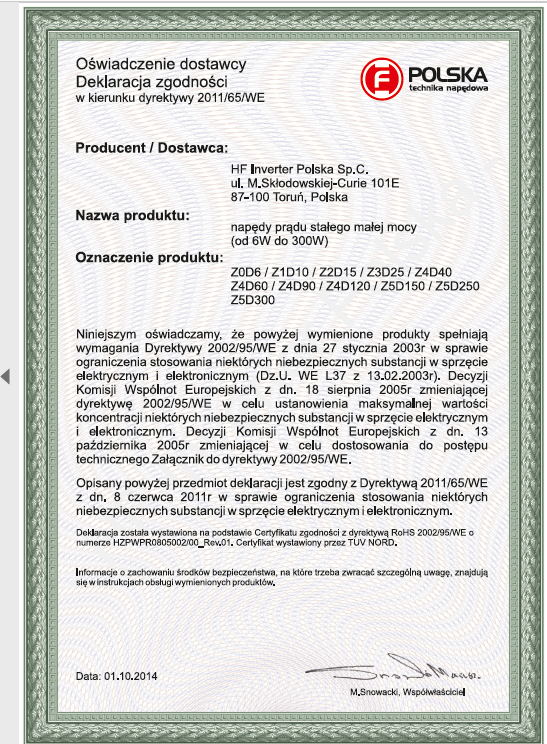 Oświadczenie dostawcy
Deklaracja zgodności
w kierunku dyrektywy 2011/65/WE
POLSKA
technika napędowa
Producent / Dostawca:
HF Inverter Polska Sp.C.
ul. M.Skłodowskiej-Curie 101E
87-100 Toruń, Polska
Nazwa produktu:
napędy prądu stałego małej mocy
(od 6W do 300W)
Oznaczenie produktu:
Z0D6 / Z1D10 / Z2D15 / Z3D25 / Z4D40
Z4D60 / Z4D90 / Z4D120 / Z5D150 / Z5D250
Z5D300
Niniejszym oświadczamy, że powyżej wymienione produkty spełniają
wymagania Dyrektywy 2002/95/WE z dnia 27 stycznia 2003r w sprawie
ograniczenia stosowania niektórych niebezpiecznych substancji w sprzęcie
elektrycznym i elektronicznym (Dz.U. WE L37 z 13.02.2003r). Decyzji
Komisji Wspólnot Europejskich z dn. 18 sierpnia 2005r zmieniającej
dyrektywę 2002/95/WE w celu ustanowienia maksymalnej wartości
koncentracji niektórych niebezpiecznych substancji w sprzęcie elektrycznym
i elektronicznym. Decyzji Komisji Wspólnot Europejskich z dn. 13
października 2005r zmieniającej w celu dostosowania do postępu
technicznego Załącznik do dyrektywy 2002/95/WE.
Opisany powyżej przedmiot deklaracji jest zgodny z Dyrektywą 2011/65/WE
z dn. 8 czerwca 2011r w sprawie ograniczenia stosowania niektórych
niebezpiecznych substancji w sprzęcie elektrycznym i elektronicznym.
Deklaracja została wystawiona na podstawie Certyfikatu zgodności z dyrektywą RoHS 2002/95/WE o
numerze HZPWPR0805002/00_Rev.01. Certyfikat wystawiony przez TUV NORD.
Informacje o zachowaniu środków bezpieczeństwa, na które trzeba zwracać szczególną uwagę, znajdują
się w instrukcjach obsługi wymienionych produktów.
Data: 01.10.2014
M.Snowacki, Współwłaściciel